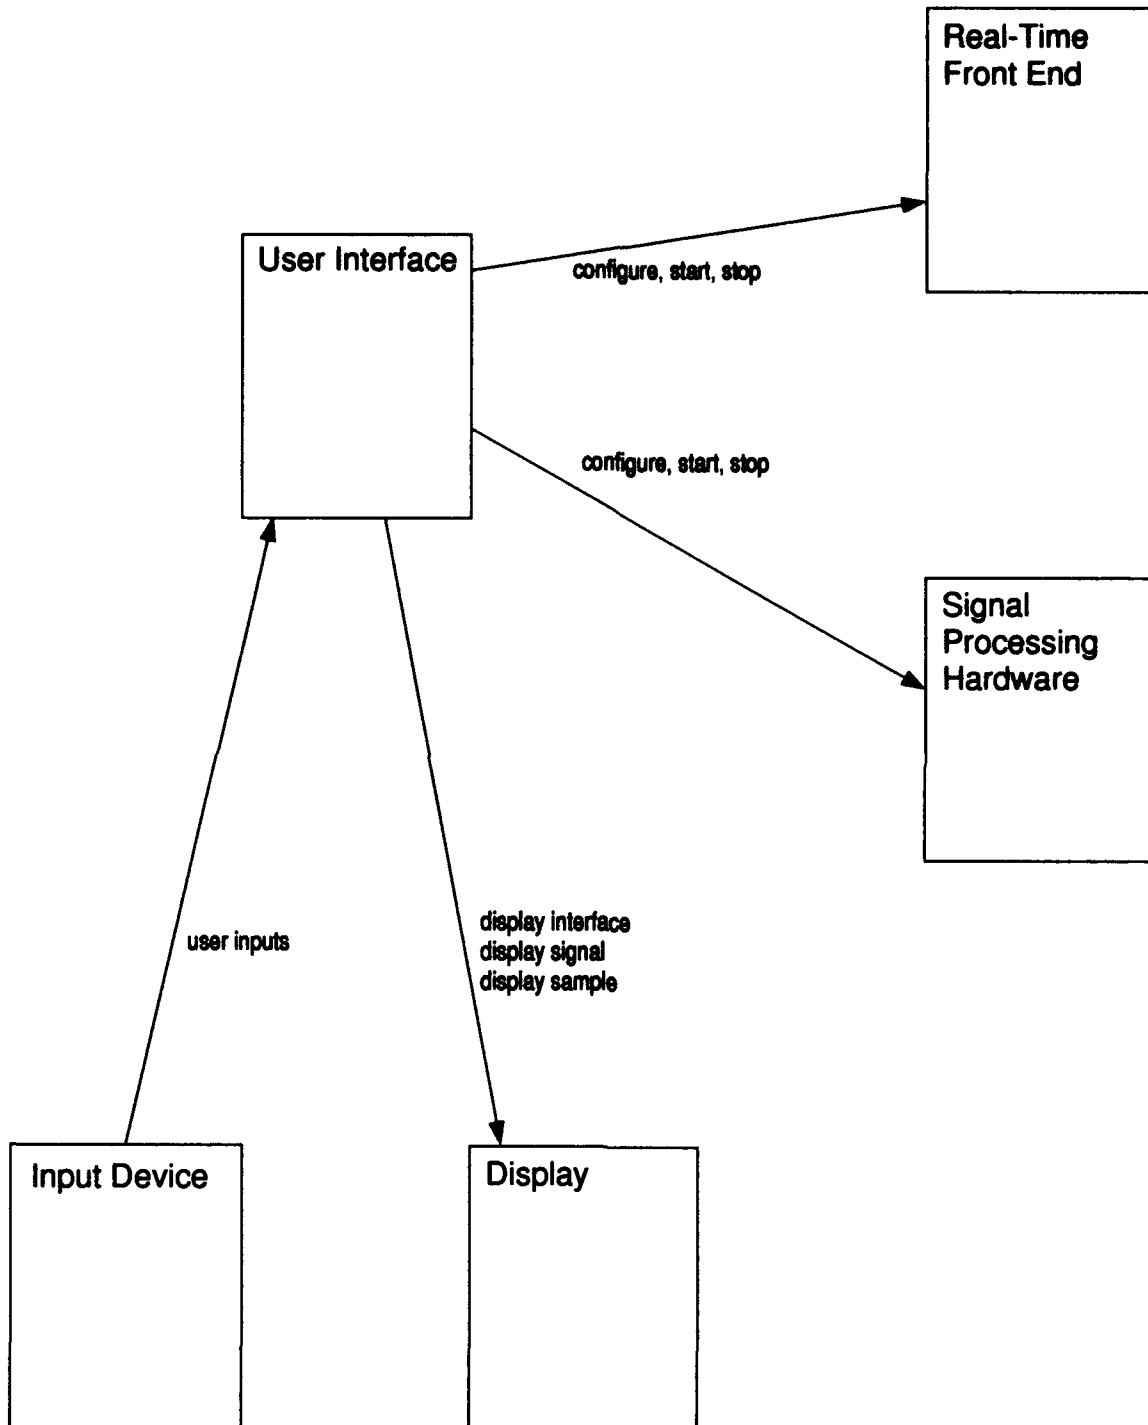 Real-Time
Front End
User Interface
configure, start, stop
configure, start, stop
Signal
Processing
Hardware
user inputs
display interface
display signal
display sample
Input Device
Display